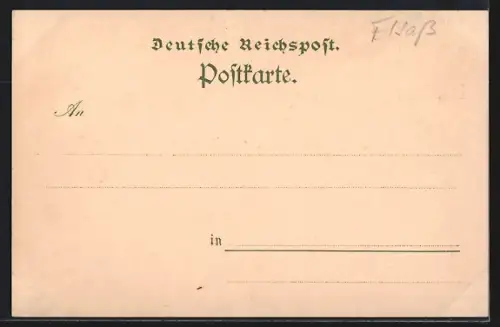 Elsaß
Deutsche Reichspost.
Postkarte.
An
in